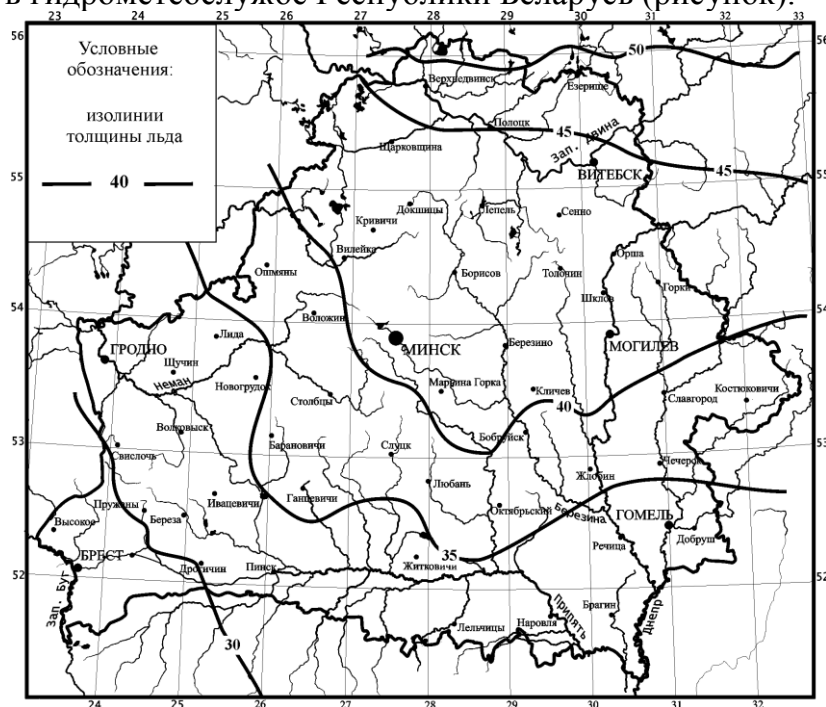 в гидрометеослужбе Республики Беларусь (рисунок).
23 24 25 26 27 28 29 30 31 32 33
56 56
Условные
обозначения:
изолинии
толщины льда
40
50
Верхнедвинск
Езерище
Полоцк
45
Зап. Двина
Шарковщина
ВИТЕБСК
45
55 55
Докшицы
Лепель
Сенно
Кривичи
Вилейка
Ошмяны
Борисов
Толочин
Орша
Горки
Шклов
54 54
Воложин
МИНСК
Березино
МОГИЛЕВ
ГРОДНО
Лида
Щучин
Неман
Новогрудок
Столбцы
Марьина Горка
Кличев
40
Славгород
Костюковичи
Волковыск
Свислочь
Барановичи
Слуцк
Бобруйск
53 53
Жлобин
Чечерск
Пружаны
Береза
Ивацевичи
Ганцевичи
Любань
Октябрьский
Березина
ГОМЕЛЬ
Высокое
Добруш
Речица
БРЕСТ
Дрогичин
Пинск
Житковичи
35
52 52
Зап. Буг
Брагин
Припять
Днепр
Лельчицы
Наровля
30
24 25 26 27 28 29 30 31 32